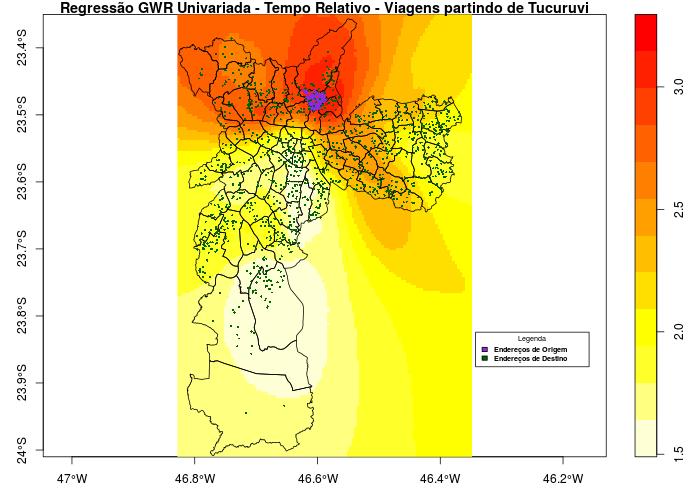 Regressão GWR Univariada - Tempo Relativo - Viagens partindo de Tucuruvi
23.4°S
23.5°S
23.6°S
23.7°S
23.8°S
23.9°S
24°S
47°W
46.8°W
46.6°W
46.4°W
46.2°W
Legenda
Endereços de Origem
Endereços de Destino
3.0
2.5
2.0
1.5